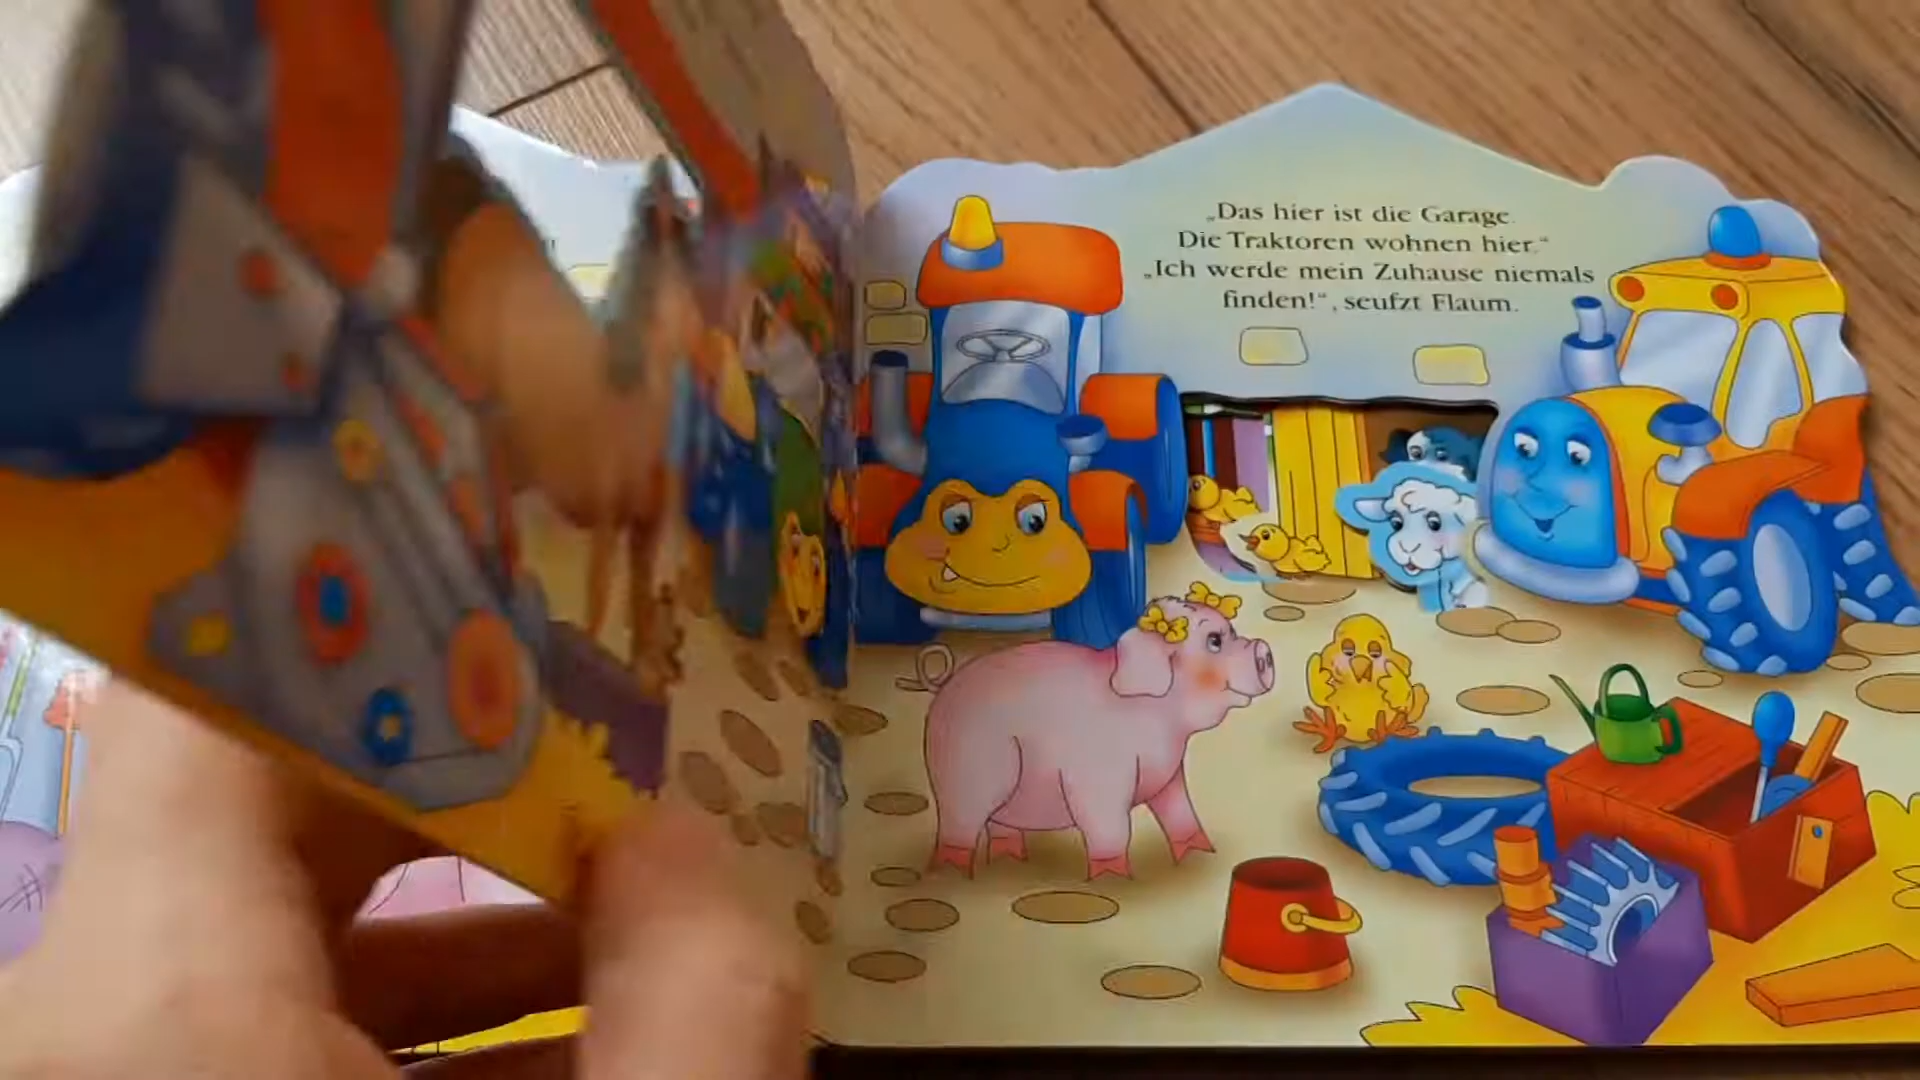 „Das hier ist die Garage.
Die Traktoren wohnen hier.“
„Ich werde mein Zuhause niemals
finden!“, seufzt Flaum.